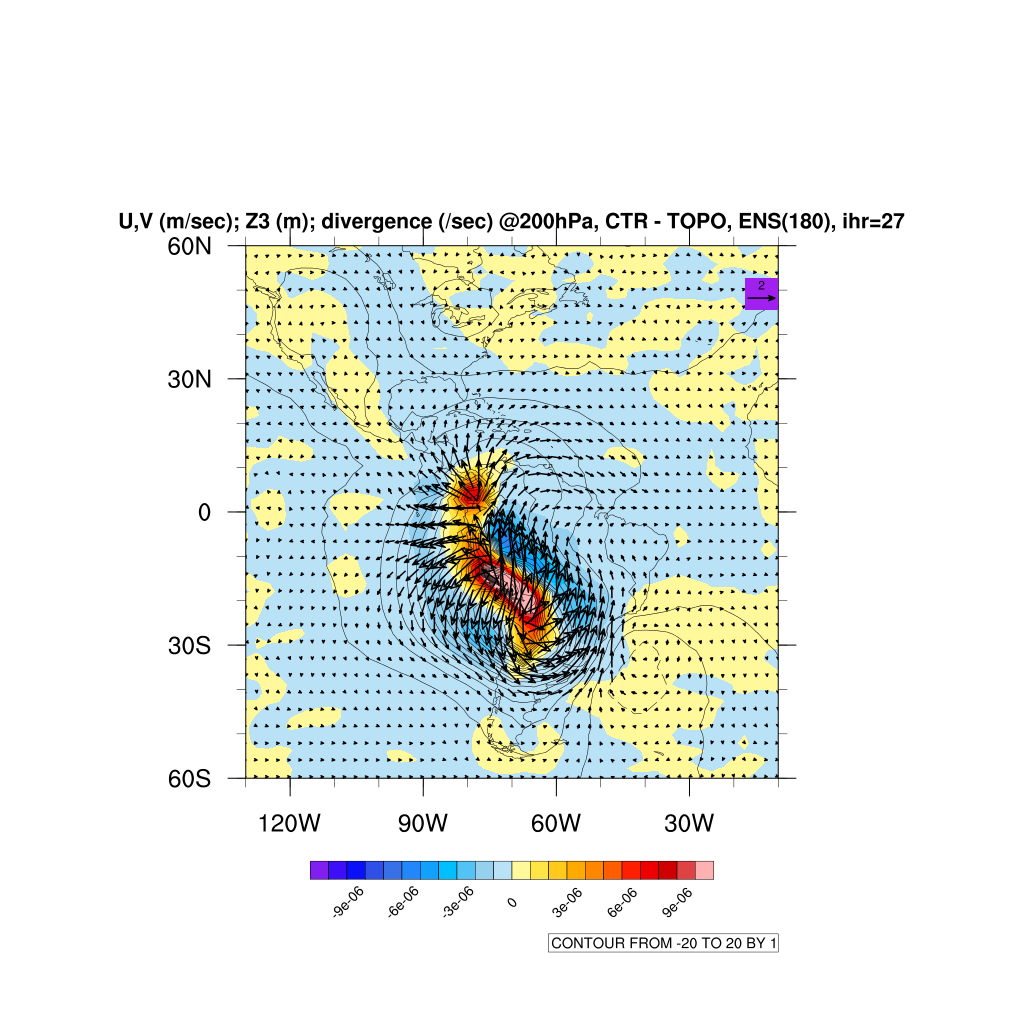 U,V (m/sec); Z3 (m); divergence (/sec) @200hPa, CTR - TOPO, ENS(180), ihr=27
60N
2
30N
0
30S
60S
120W 90W 60W 30W
-9e-06 -6e-06 -3e-06 0 3e-06 6e-06 9e-06
CONTOUR FROM -20 TO 20 BY 1